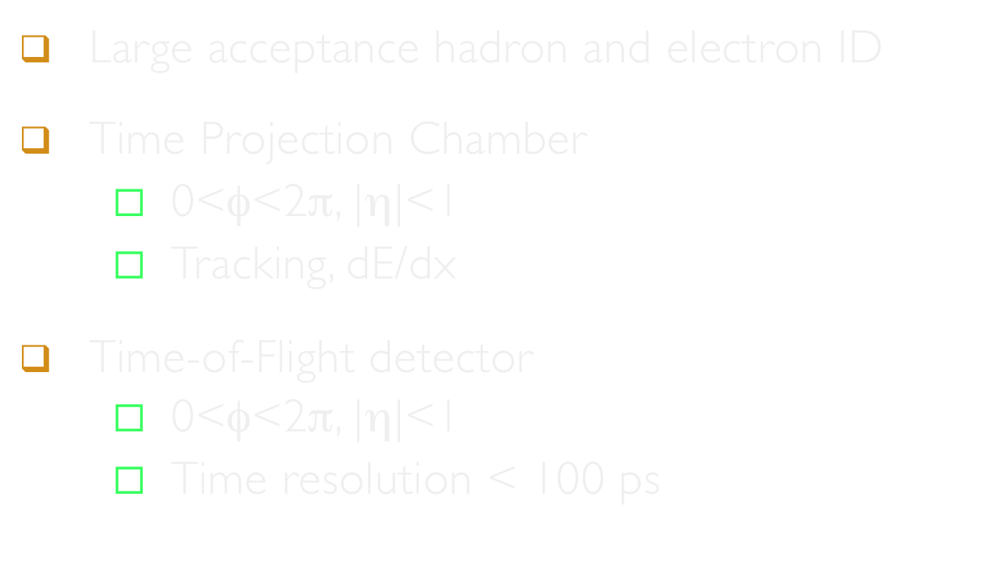 Large acceptance hadron and electron ID
Time Projection Chamber
0<ϕ<2π, |η|<1
Tracking, dE/dx
Time-of-Flight detector
0<ϕ<2π, |η|<1
Time resolution < 100 ps